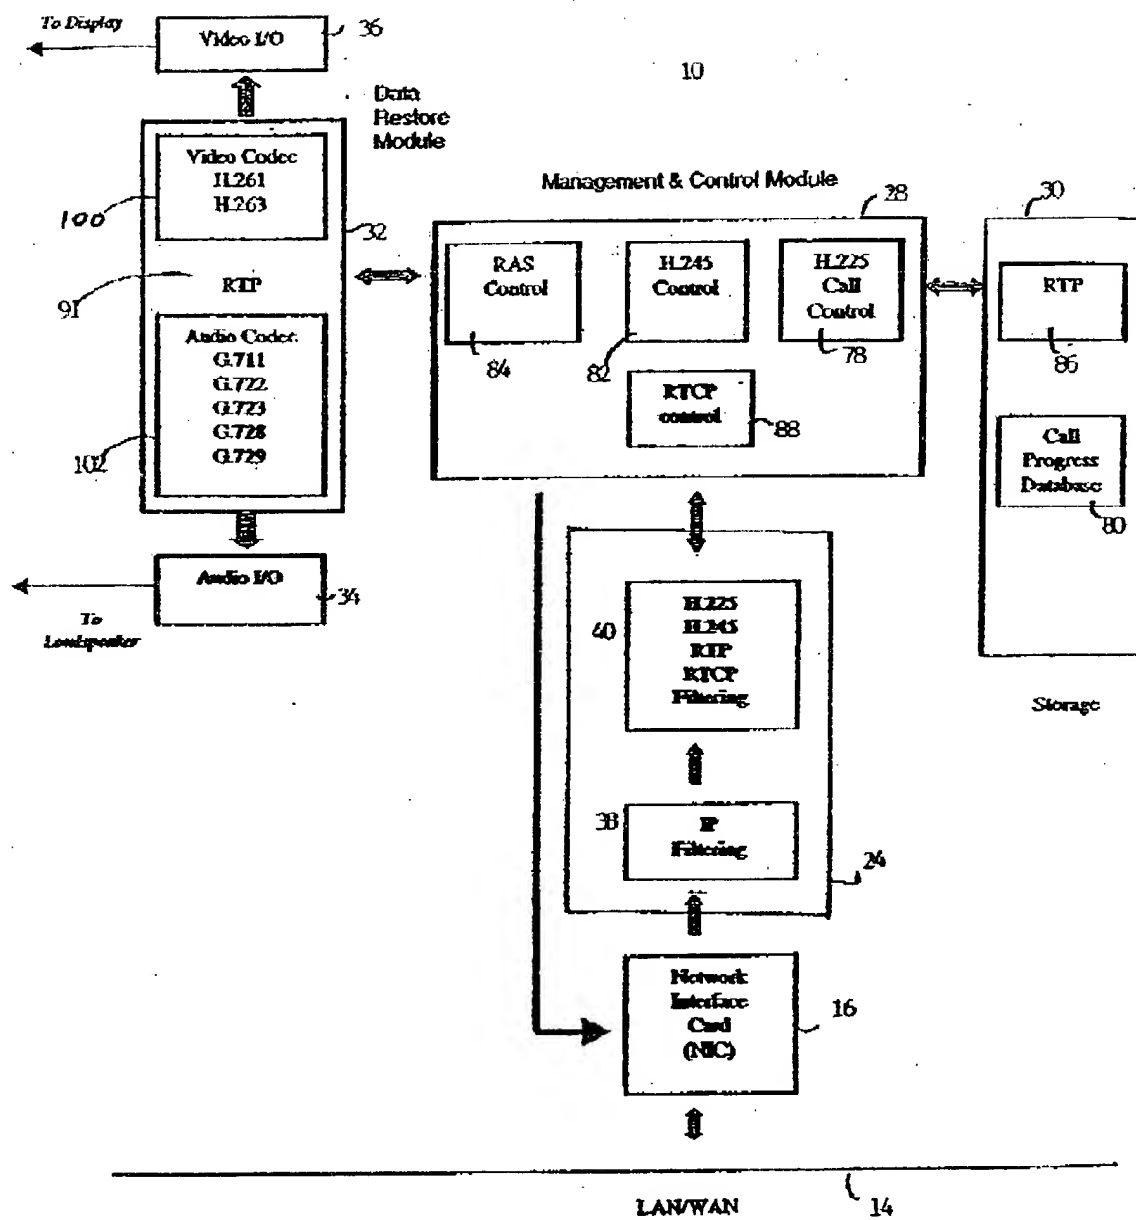 To Display
Video I/O
36
10
Data
Restore
Module
Video Codec
H.261
H.263
100
32
RTP
91
Audio Codec
G.711
G.722
G.723
G.728
G.729
102
Audio I/O
34
To
Loudspeaker
Management & Control Module
28
RAS
Control
84
H.245
Control
82
H.225
Call
Control
78
RTCP
control
88
30
RTP
86
Call
Progress
Database
80
Storage
40
H.225
H.245
RTP
RTCP
Filtering
38
IP
Filtering
24
Network
Interface
Card
(NIC)
16
14
LAN/WAN